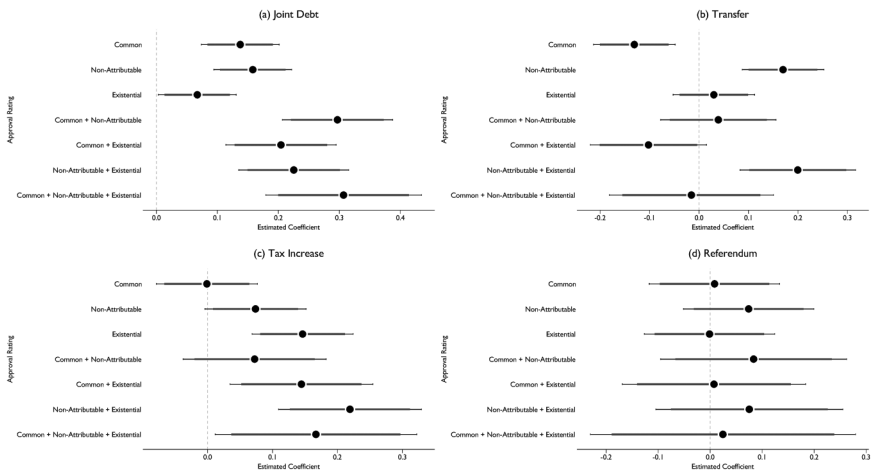 (a) Joint Debt
Approval Rating
Common
Non-Attributable
Existential
Common + Non-Attributable
Common + Existential
Non-Attributable + Existential
Common + Non-Attributable + Existential
0.0 0.1 0.2 0.3 0.4
Estimated Coefficient
(b) Transfer
Approval Rating
Common
Non-Attributable
Existential
Common + Non-Attributable
Common + Existential
Non-Attributable + Existential
Common + Non-Attributable + Existential
-0.2 -0.1 0.0 0.1 0.2 0.3
Estimated Coefficient
(c) Tax Increase
Approval Rating
Common
Non-Attributable
Existential
Common + Non-Attributable
Common + Existential
Non-Attributable + Existential
Common + Non-Attributable + Existential
0.0 0.1 0.2 0.3
Estimated Coefficient
(d) Referendum
Approval Rating
Common
Non-Attributable
Existential
Common + Non-Attributable
Common + Existential
Non-Attributable + Existential
Common + Non-Attributable + Existential
-0.2 -0.1 0.0 0.1 0.2 0.3
Estimated Coefficient